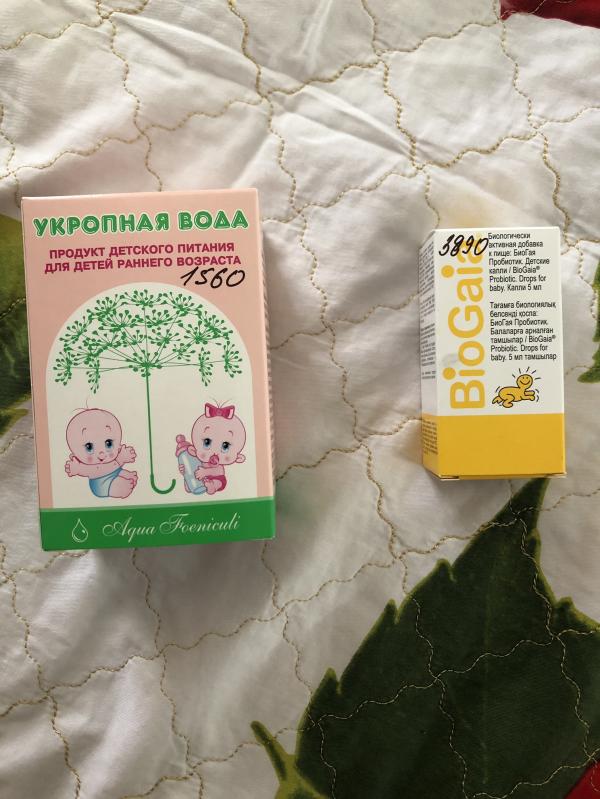 УКРОПНАЯ ВОДА
ПРОДУКТ ДЕТСКОГО ПИТАНИЯ
ДЛЯ ДЕТЕЙ РАННЕГО ВОЗРАСТА
1560
Aqua Foeniculi
3890
BioGaia
Биологически
активная добавка
к пище: БиоГая
Пробиотик. Детские
капли / BioGaia®
Probiotic. Drops for
baby. Капли 5 мл
Тағамға биологиялық
белсенді қоспа:
БиоГая Пробиотик.
Балаларға арналған
тамшылар / BioGaia®
Probiotic. Drops for
baby. 5 мл тамшылар